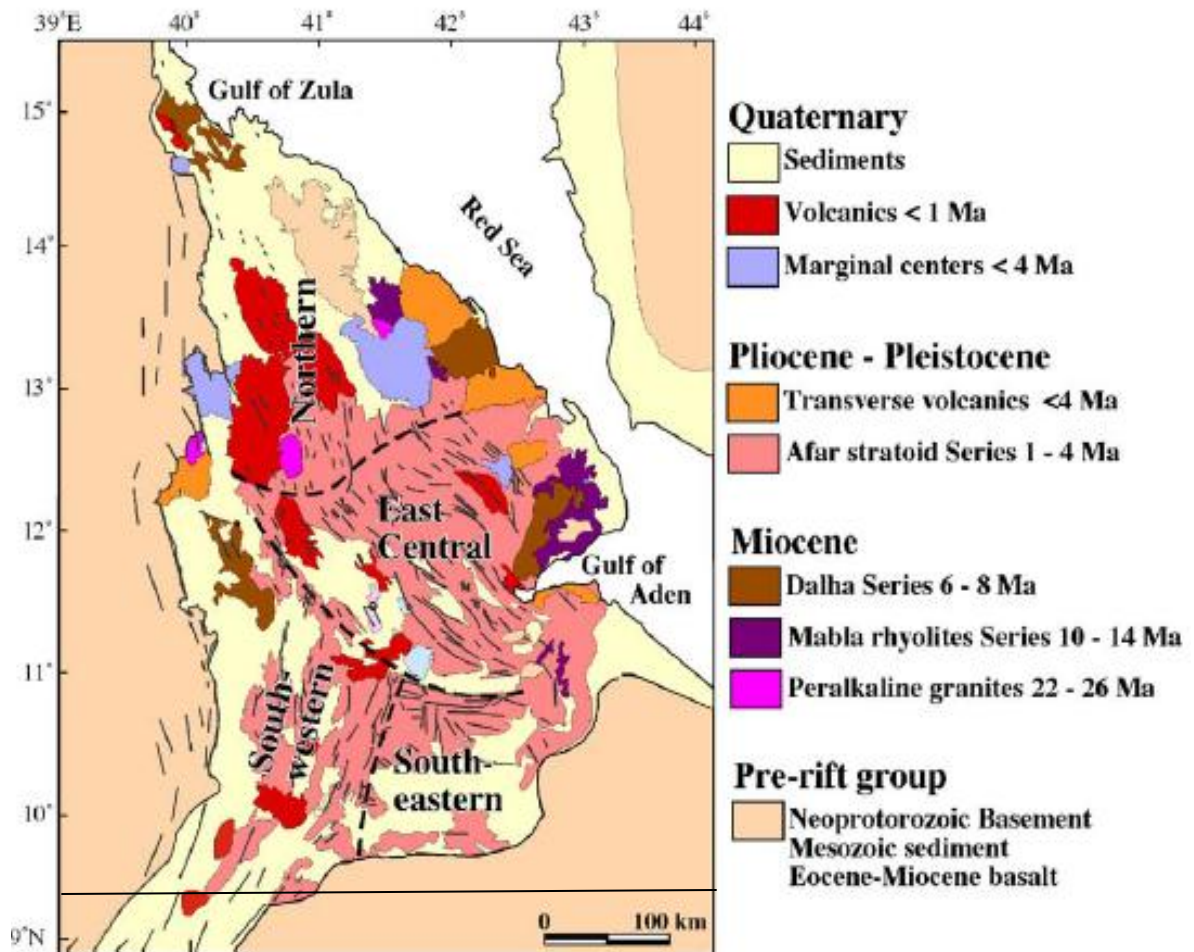 39°E 40° 41° 42° 43° 44°
15°
14°
13°
12°
11°
10°
9°N
Gulf of Zula
Red Sea
Northern
East
Central
Gulf of
Aden
South-
western
South-
eastern
0 100 km
Quaternary
Sediments
Volcanics < 1 Ma
Marginal centers < 4 Ma
Pliocene - Pleistocene
Transverse volcanics <4 Ma
Afar stratoid Series 1 - 4 Ma
Miocene
Dalha Series 6 - 8 Ma
Mabla rhyolites Series 10 - 14 Ma
Peralkaline granites 22 - 26 Ma
Pre-rift group
Neoprotorozoic Basement
Mesozoic sediment
Eocene-Miocene basalt